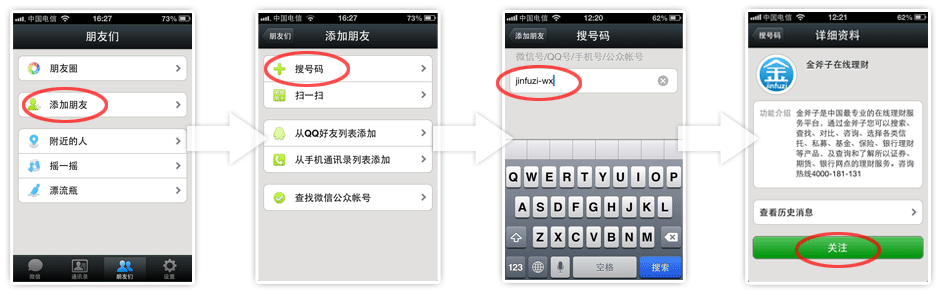 中国电信 16:27 73%
朋友们
朋友圈
添加朋友
附近的人
摇一摇
漂流瓶
微信 通讯录 朋友们 设置
中国电信 16:27 73%
朋友们 添加朋友
搜号码
扫一扫
从QQ好友列表添加
从手机通讯录列表添加
查找微信公众帐号
中国电信 12:20 62%
添加朋友 搜号码
微信号/QQ号/手机号/公众帐号
jinfuzi-wx
Q W E R T Y U I O P
A S D F G H J K L
Z X C V B N M
123 空格 搜索
中国电信 12:21 62%
搜号码 详细资料
金
jinfuzi
金斧子在线理财
功能介绍 金斧子是中国最专业的在线理财服
务平台，通过金斧子您可以搜索、
查找、对比、咨询、选择各类信
托、私募、基金、保险、银行理财
等产品，及查询和了解所以证券、
期货、银行网点的理财服务。咨询
热线4000-181-131
查看历史消息
关注